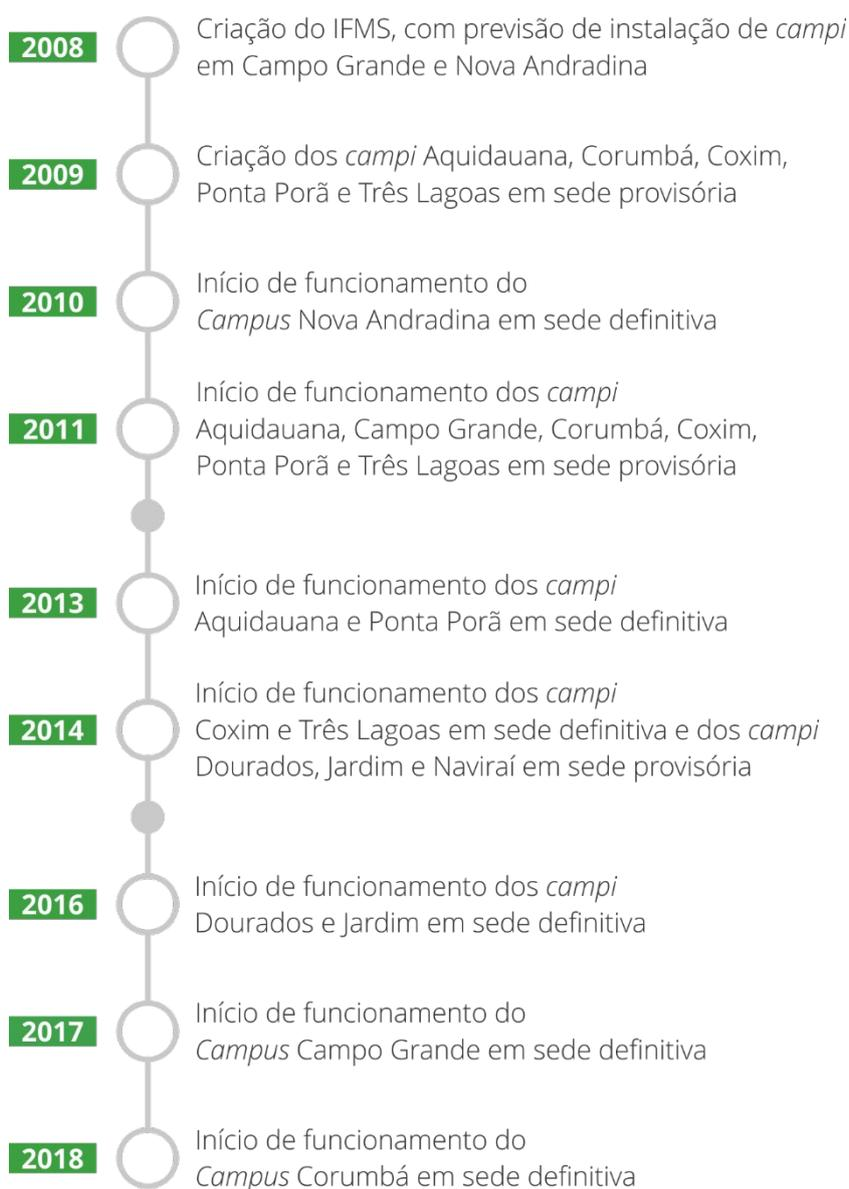 2008
Criação do IFMS, com previsão de instalação de campi
em Campo Grande e Nova Andradina
2009
Criação dos campi Aquidauana, Corumbá, Coxim,
Ponta Porã e Três Lagoas em sede provisória
2010
Início de funcionamento do
Campus Nova Andradina em sede definitiva
2011
Início de funcionamento dos campi
Aquidauana, Campo Grande, Corumbá, Coxim,
Ponta Porã e Três Lagoas em sede provisória
2013
Início de funcionamento dos campi
Aquidauana e Ponta Porã em sede definitiva
2014
Início de funcionamento dos campi
Coxim e Três Lagoas em sede definitiva e dos campi
Dourados, Jardim e Naviraí em sede provisória
2016
Início de funcionamento dos campi
Dourados e Jardim em sede definitiva
2017
Início de funcionamento do
Campus Campo Grande em sede definitiva
2018
Início de funcionamento do
Campus Corumbá em sede definitiva